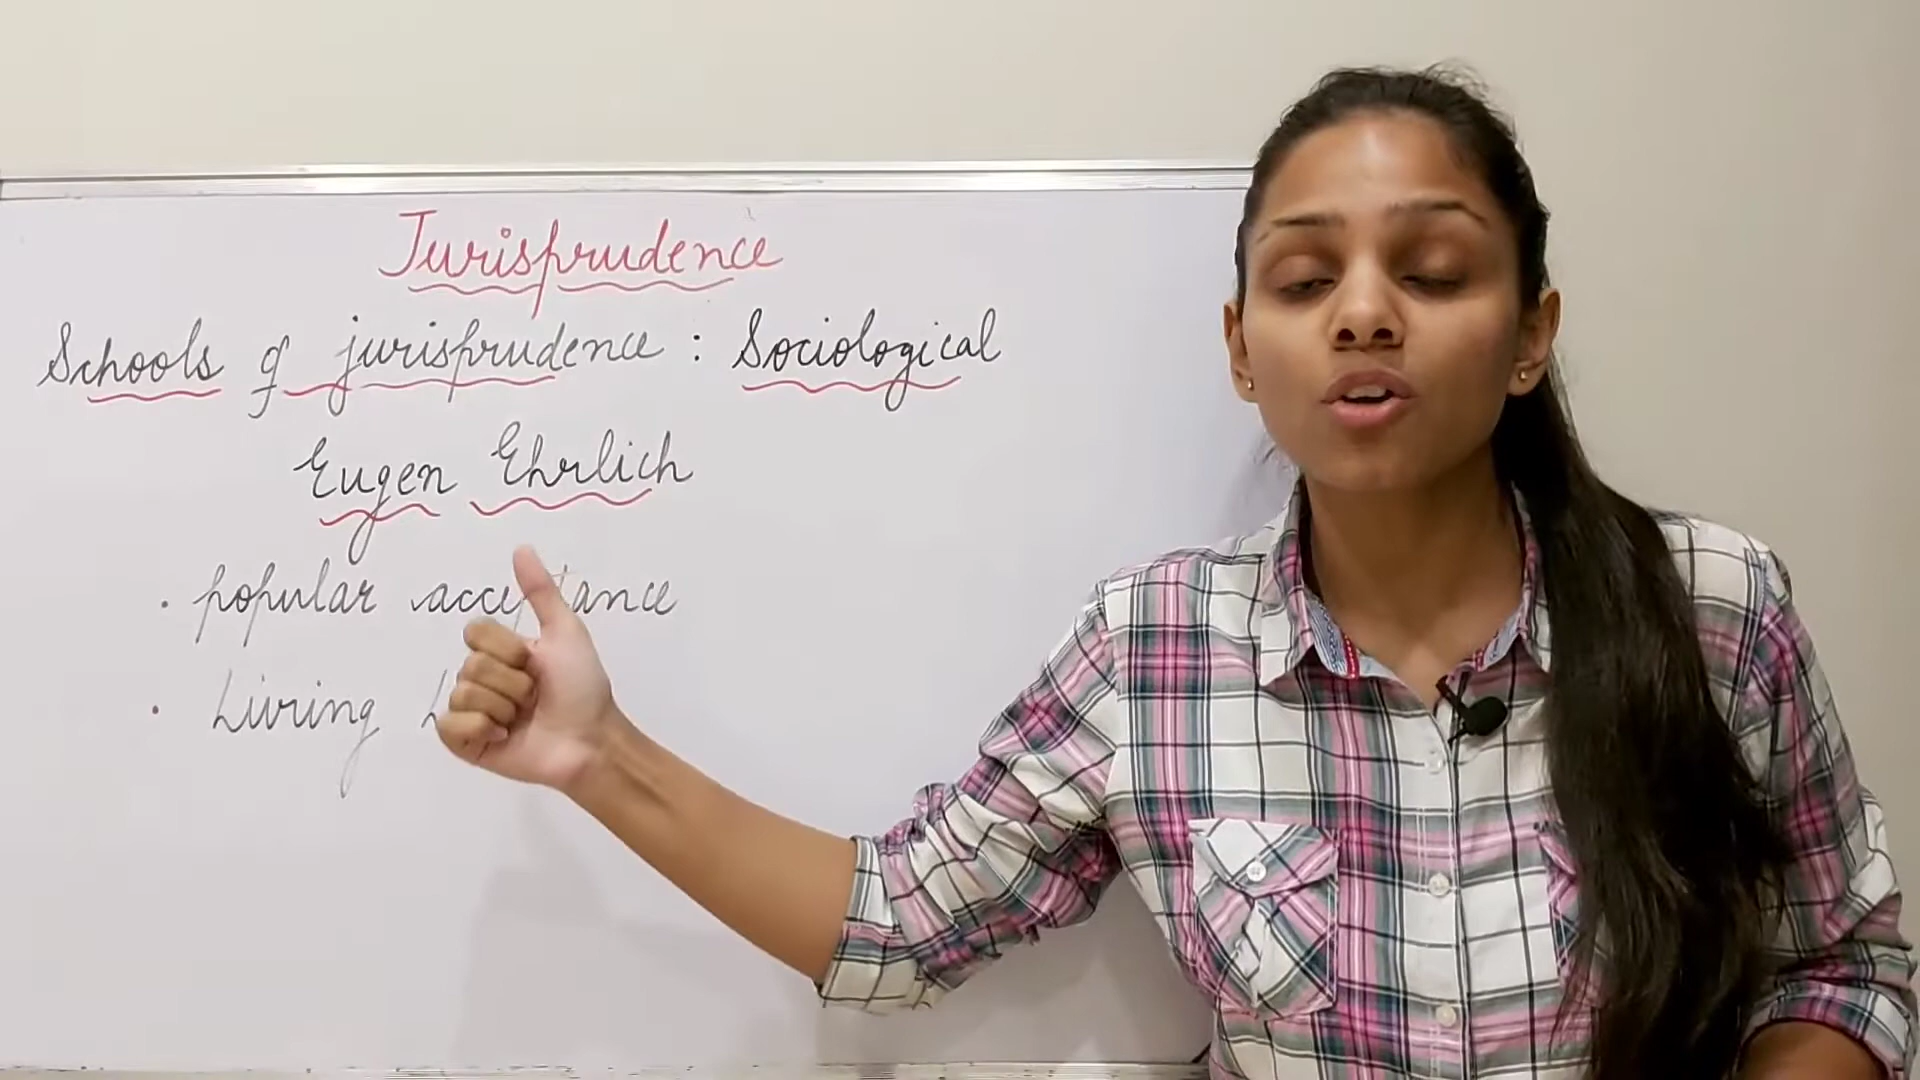 Jurisprudence
Schools of jurisprudence : Sociological
Eugen Ehrlich
· popular acceptance
· Living